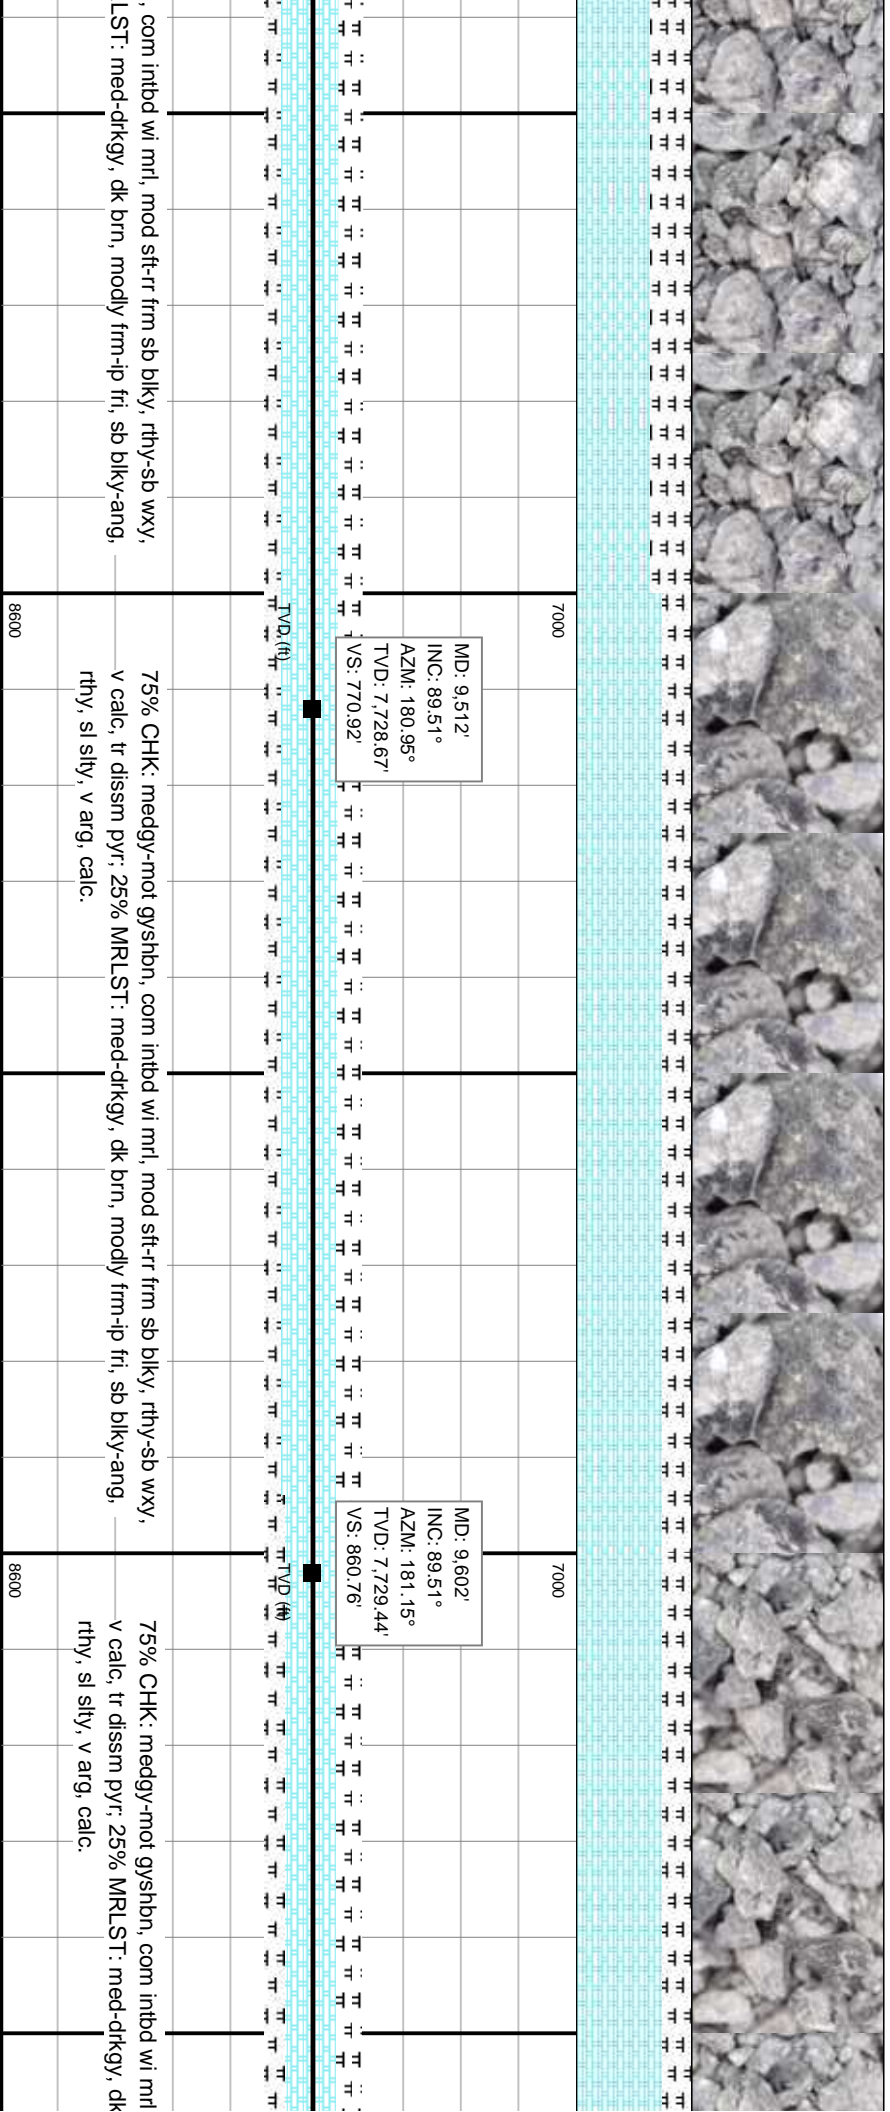 , com intbd wi mrl, mod sft-rr frm sb blky, rthy-sb wxy,
LST: med-drkgy, dk brn, modly frm-ip fri, sb blky-ang,
7000
TVD (ft)
8600
MD: 9,512'
INC: 89.51°
AZM: 180.95°
TVD: 7,728.67'
VS: 770.92'
75% CHK: medgy-mot gyshbn, com intbd wi mrl, mod sft-rr frm sb blky, rthy-sb wxy,
v calc, tr dissm pyr; 25% MRLST: med-drkgy, dk brn, modly frm-ip fri, sb blky-ang,
rthy, sl slty, v arg, calc.
7000
TVD (ft)
8600
MD: 9,602'
INC: 89.51°
AZM: 181.15°
TVD: 7,729.44'
VS: 860.76'
75% CHK: medgy-mot gyshbn, com intbd wi mrl
v calc, tr dissm pyr; 25% MRLST: med-drkgy, dk
rthy, sl slty, v arg, calc.